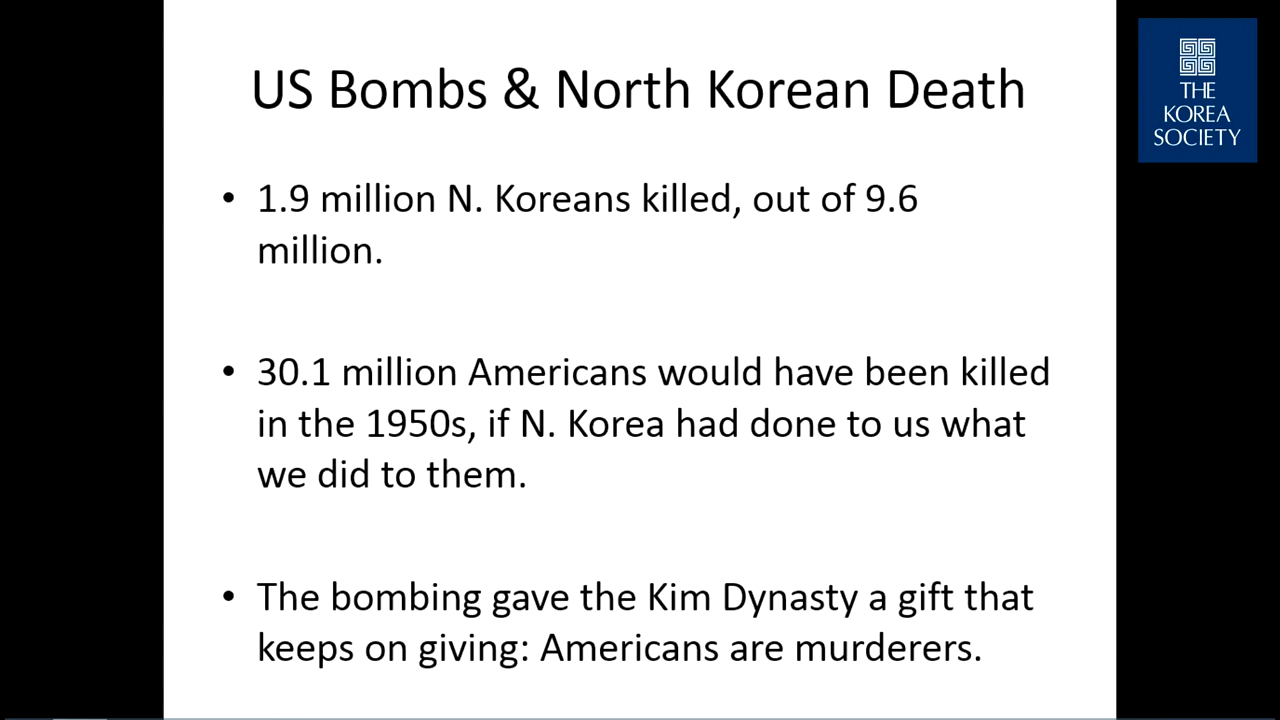 US Bombs & North Korean Death
THE
KOREA
SOCIETY
• 1.9 million N. Koreans killed, out of 9.6
million.
• 30.1 million Americans would have been killed
in the 1950s, if N. Korea had done to us what
we did to them.
• The bombing gave the Kim Dynasty a gift that
keeps on giving: Americans are murderers.